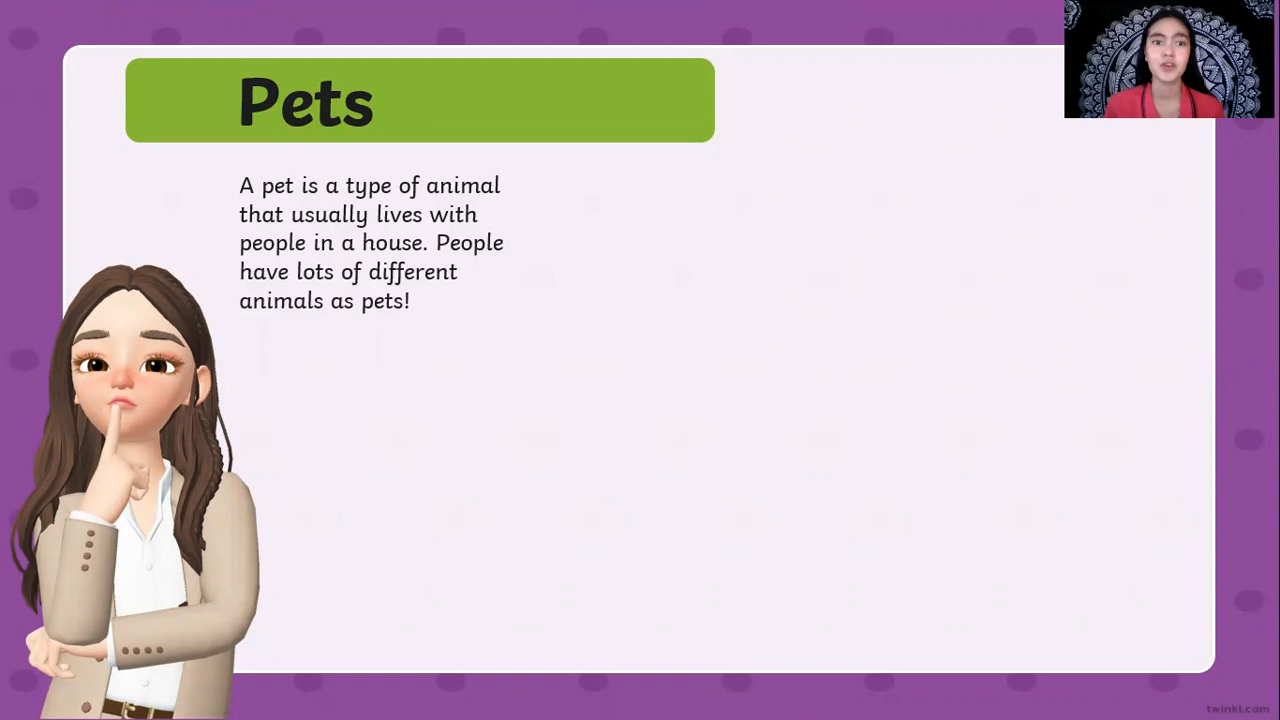 Pets
A pet is a type of animal
that usually lives with
people in a house. People
have lots of different
animals as pets!
twinkl.com